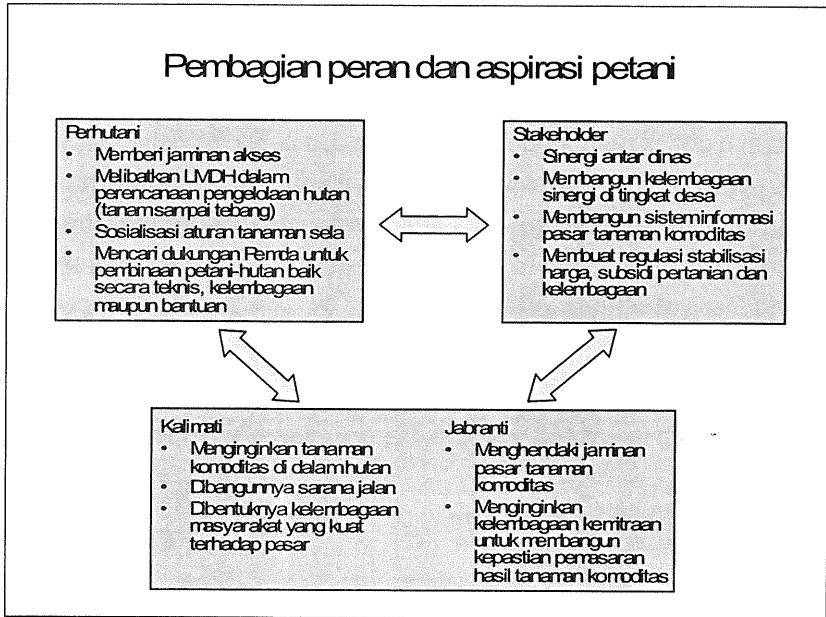 Pembagian peran dan aspirasi petani
Perhutani
• Memberi jaminan akses
• Melibatkan LMDH dalam
perencanaan pengelolaan hutan
(tanam sampai tebang)
• Sosialisasi aturan tanaman sela
• Mencari dukungan Pemda untuk
pembinaan petani-hutan baik
secara teknis, kelembagaan
maupun bantuan
Stakeholder
• Sinergi antar dinas
• Membangun kelembagaan
sinergi di tingkat desa
• Membangun sistem informasi
pasar tanaman komoditas
• Membuat regulasi stabilisasi
harga, subsidi pertanian dan
kelembagaan
Kalimati
• Menginginkan tanaman
komoditas di dalam hutan
• Dibangunnya sarana jalan
• Dibentuknya kelembagaan
masyarakat yang kuat
terhadap pasar
Jabranti
• Menghendaki jaminan
pasar tanaman
komoditas
• Menginginkan
kelembagaan kemitraan
untuk membangun
kepastian pemasaran
hasil tanaman komoditas